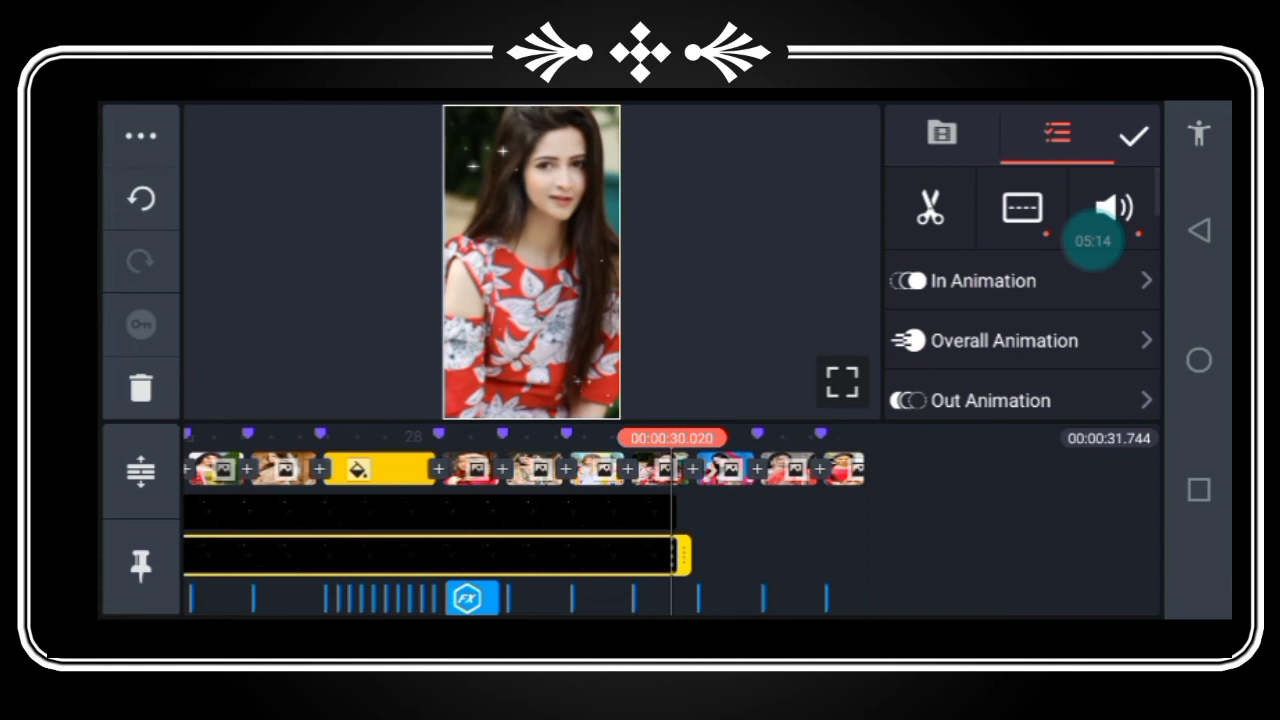 05:14
In Animation
Overall Animation
Out Animation
28
00:00:30.020
00:00:31.744
FX